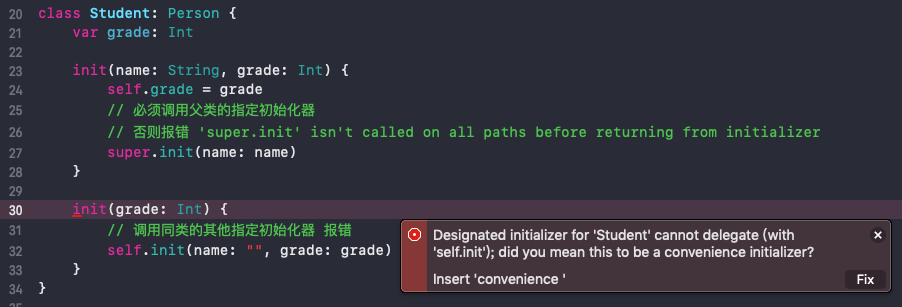 20 class Student: Person {
21 var grade: Int
22
23 init(name: String, grade: Int) {
24 self.grade = grade
25 // 必须调用父类的指定初始化器
26 // 否则报错 'super.init' isn't called on all paths before returning from initializer
27 super.init(name: name)
28 }
29
30 init(grade: Int) {
31 // 调用同类的其他指定初始化器 报错
32 self.init(name: "", grade: grade)
33 }
34 }
Designated initializer for 'Student' cannot delegate (with
'self.init'); did you mean this to be a convenience initializer?
Insert 'convenience '
Fix